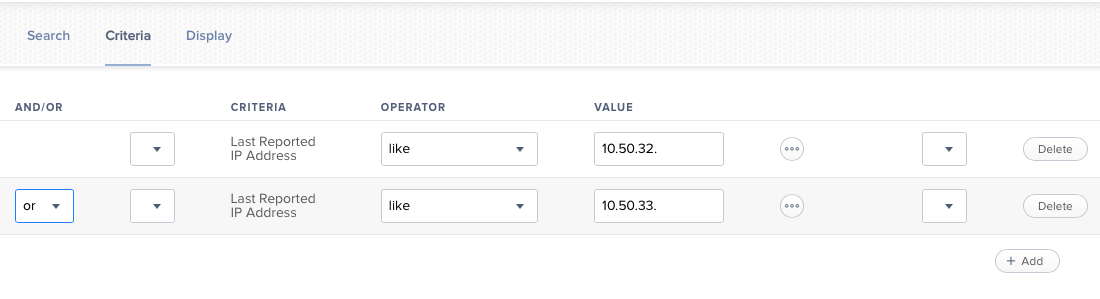 Search Criteria Display
AND/OR CRITERIA OPERATOR VALUE
Last Reported
IP Address
like 10.50.32. Delete
or
Last Reported
IP Address
like 10.50.33. Delete
+ Add